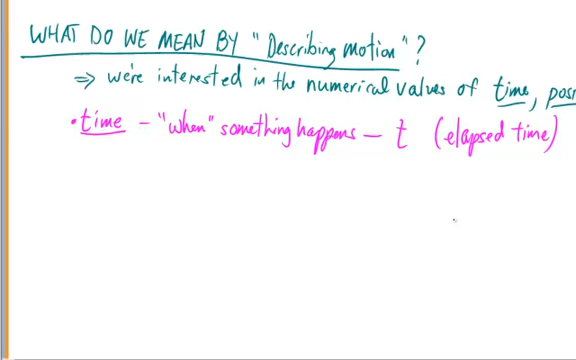 WHAT DO WE MEAN BY "Describing motion"?
⇒ we're interested in the numerical values of time,
• time – "when" something happens – t (elapsed time)